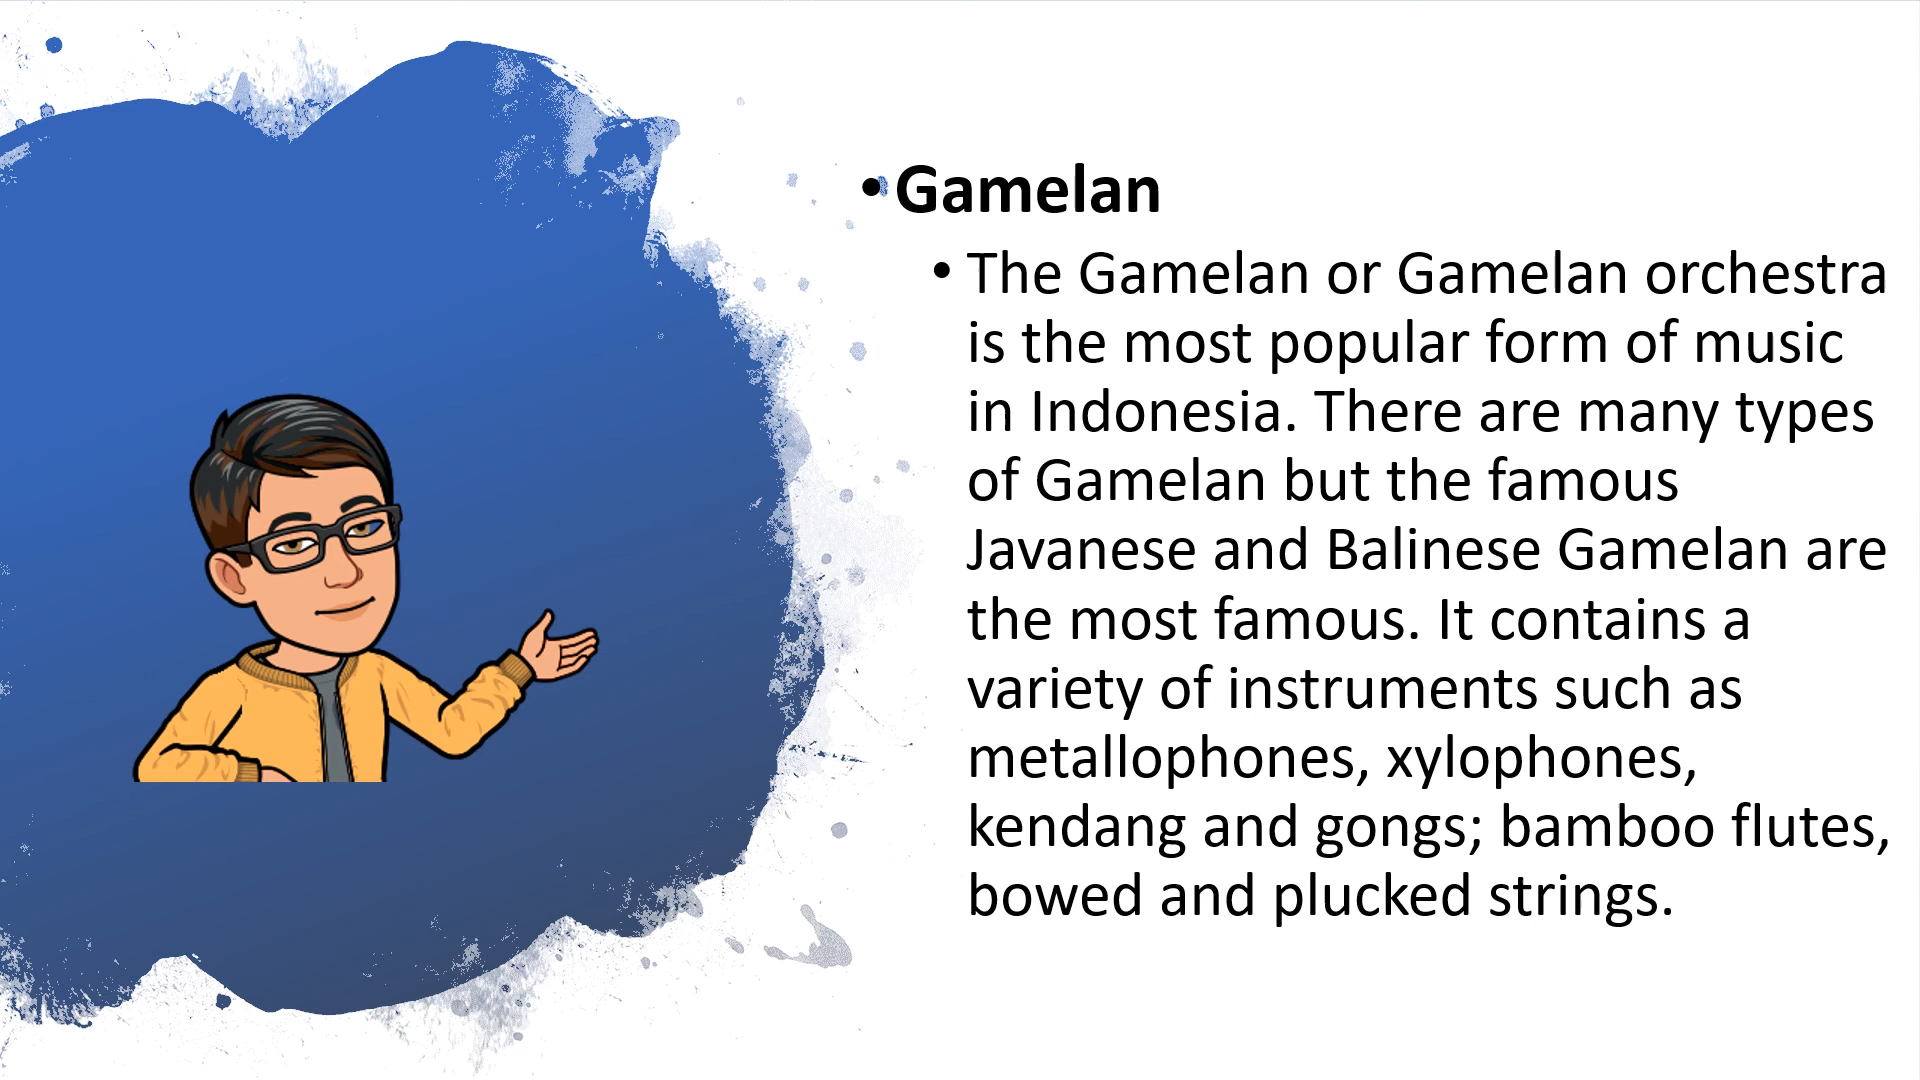 • Gamelan
• The Gamelan or Gamelan orchestra
is the most popular form of music
in Indonesia. There are many types
of Gamelan but the famous
Javanese and Balinese Gamelan are
the most famous. It contains a
variety of instruments such as
metallophones, xylophones,
kendang and gongs; bamboo flutes,
bowed and plucked strings.